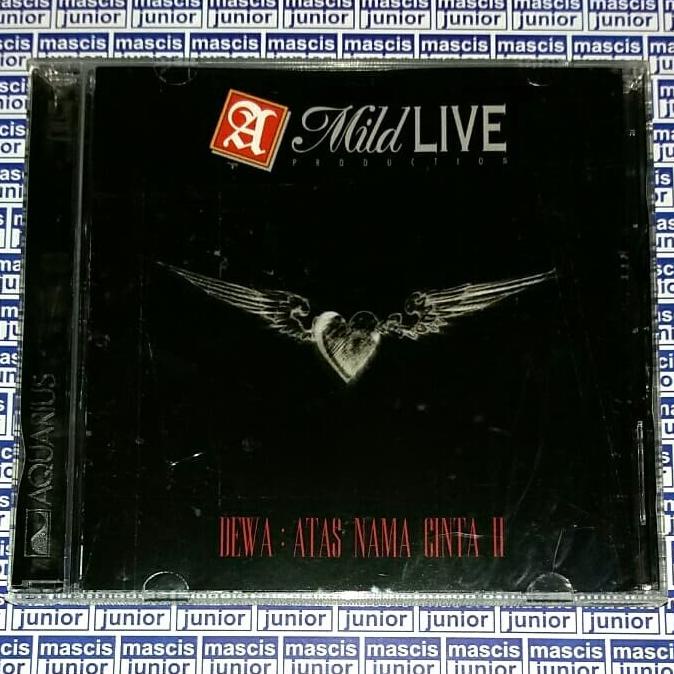 A Mild LIVE
PRODUCTION
DEWA : ATAS NAMA CINTA II
AQUARIUS
mascis
junior